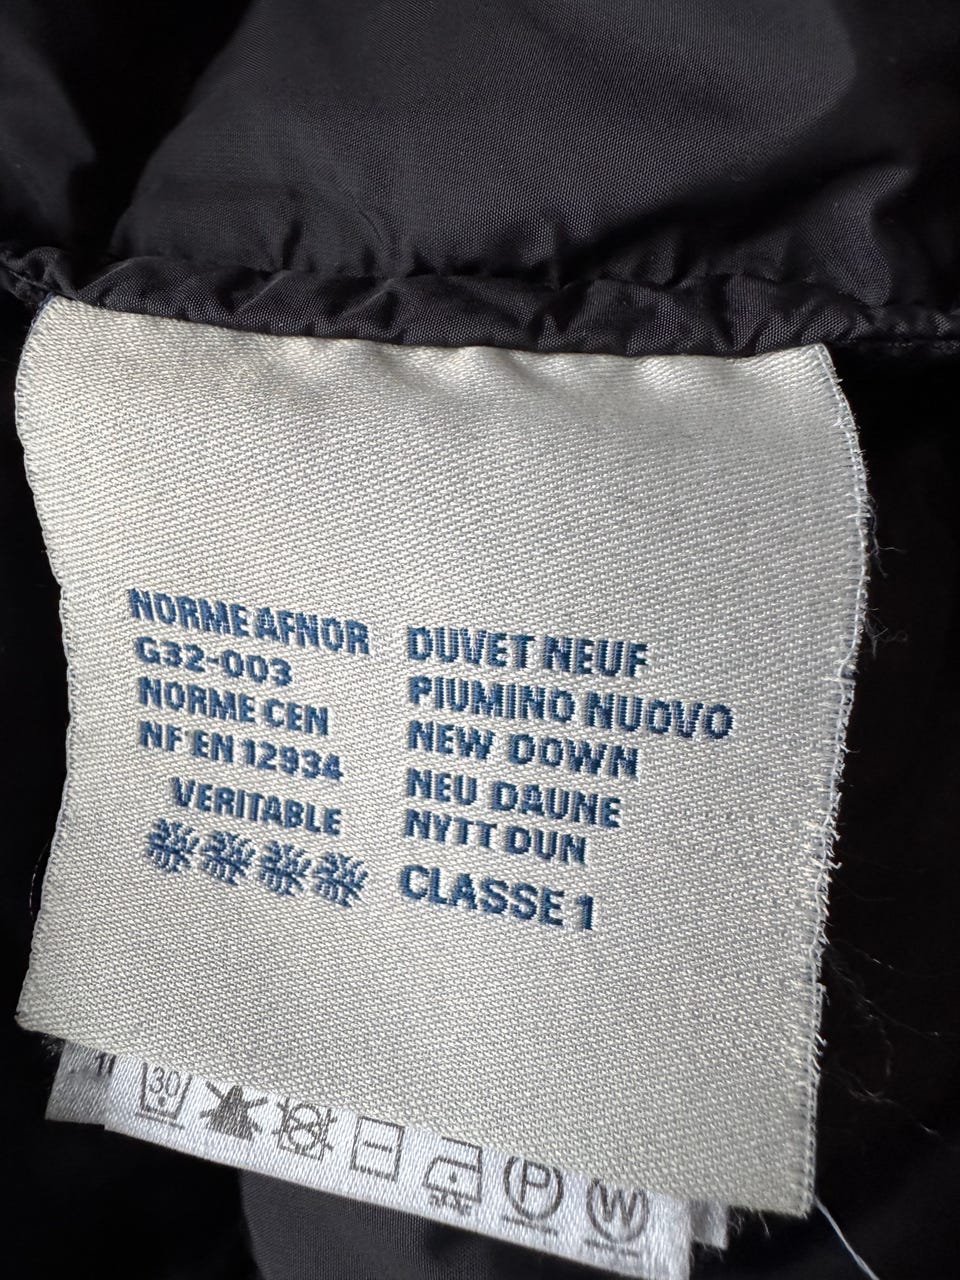 NORME AFNOR
G32-003
NORME CEN
NF EN 12934
VERITABLE
DUVET NEUF
PIUMINO NUOVO
NEW DOWN
NEU DAUNE
NYTT DUN
CLASSE 1
30
P
W